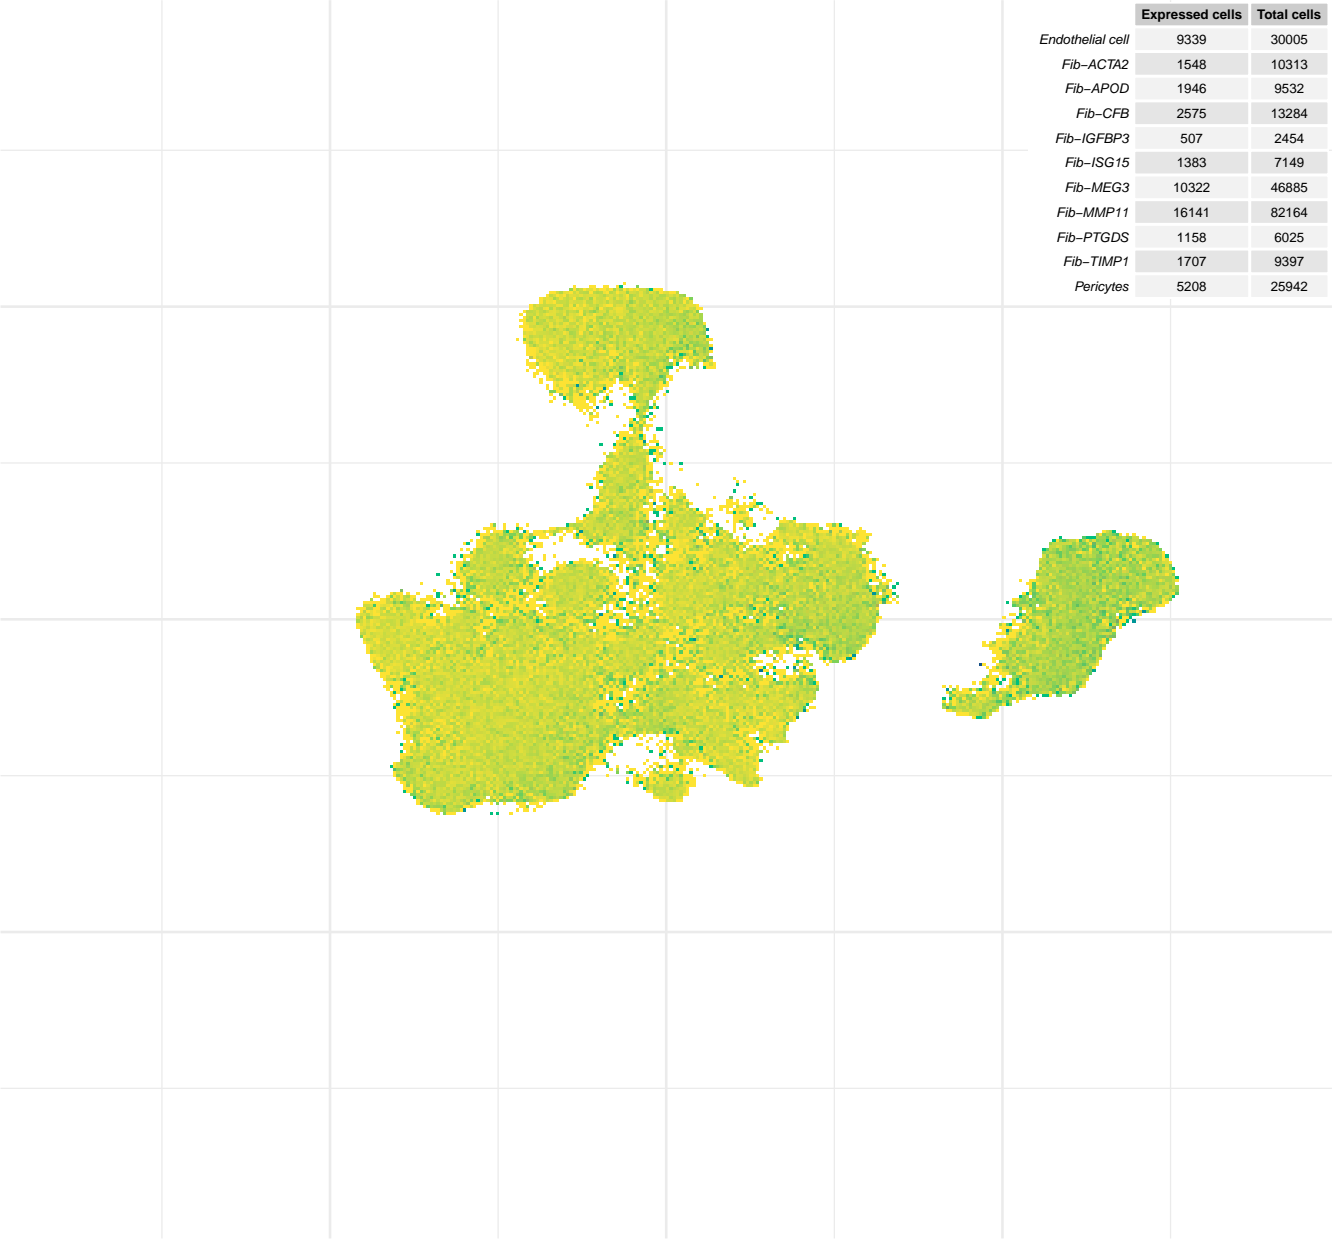 Expressed cells Total cells
Endothelial cell 9339 30005
Fib−ACTA2 1548 10313
Fib−APOD 1946 9532
Fib−CFB 2575 13284
Fib−IGFBP3 507 2454
Fib−ISG15 1383 7149
Fib−MEG3 10322 46885
Fib−MMP11 16141 82164
Fib−PTGDS 1158 6025
Fib−TIMP1 1707 9397
Pericytes 5208 25942